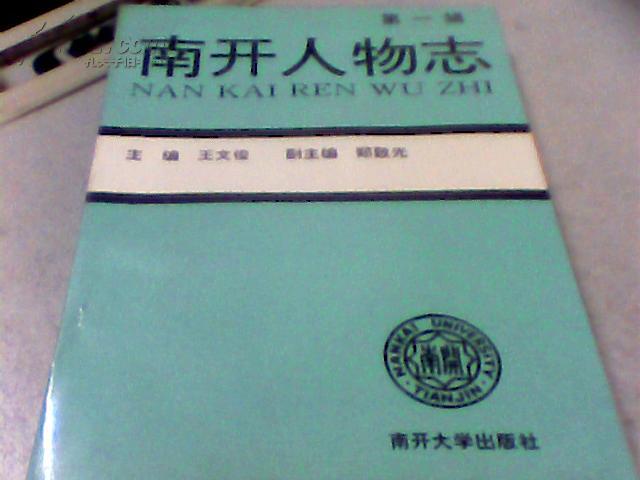 第一辑
南开人物志
NAN KAI REN WU ZHI
主编 王文俊 副主编 郑致光
NANKAI UNIVERSITY
南開
·TIANJIN·
南开大学出版社